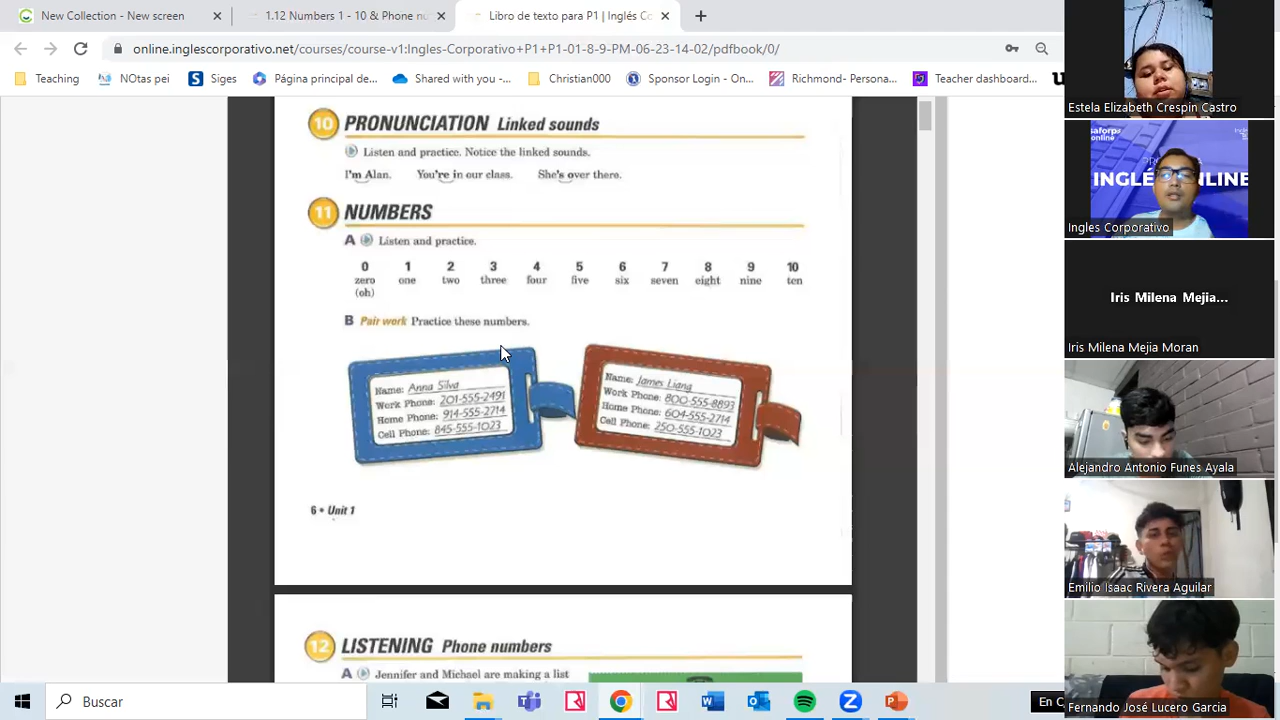 New Collection - New screen
1.12 Numbers 1 - 10 & Phone nu
Libro de texto para P1 | Inglés Co
online.inglescorporativo.net/courses/course-v1:Ingles-Corporativo+P1+P1-01-8-9-PM-06-23-14-02/pdfbook/0/
Teaching
NOtas pei
Siges
Página principal de...
Shared with you -...
Christian000
Sponsor Login - On...
Richmond- Persona...
Teacher dashboard...
10 PRONUNCIATION Linked sounds
Listen and practice. Notice the linked sounds.
I'm Alan. You're in our class. She's over there.
11 NUMBERS
A Listen and practice.
0 1 2 3 4 5 6 7 8 9 10
zero one two three four five six seven eight nine ten
(oh)
B Pair work Practice these numbers.
Name: Anna Silva
Work Phone: 201-555-2491
Home Phone: 914-555-2714
Cell Phone: 845-555-1023
Name: James Liang
Work Phone: 800-555-8893
Home Phone: 604-555-2714
Cell Phone: 250-555-1023
6 • Unit 1
12 LISTENING Phone numbers
A Jennifer and Michael are making a list
Buscar
En C
Estela Elizabeth Crespin Castro
INGLÉ
NLINE
Ingles Corporativo
Iris Milena Mejia...
Iris Milena Mejia Moran
Alejandro Antonio Funes Ayala
Emilio Isaac Rivera Aguilar
Fernando José Lucero Garcia